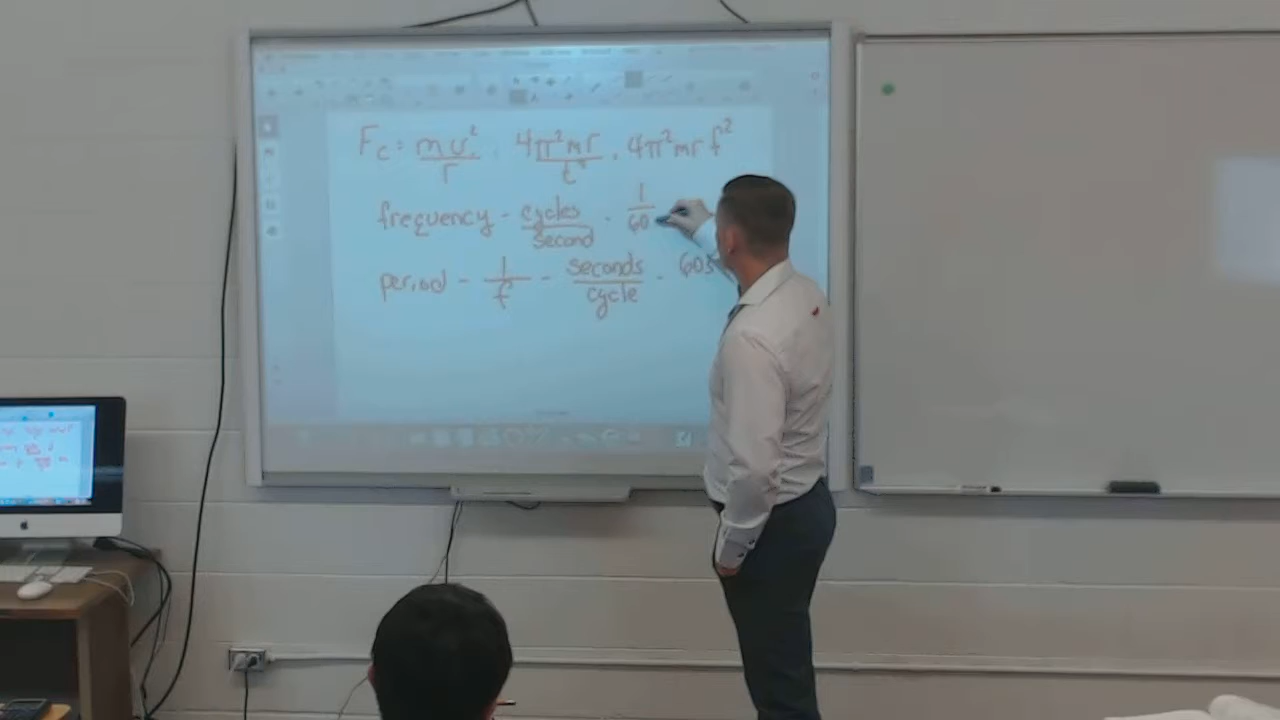 Fc = mv²/r = 4π²mr/t² = 4π²mrf²
frequency - cycles/second - 1/60
period - 1/f - seconds/cycle - 60s